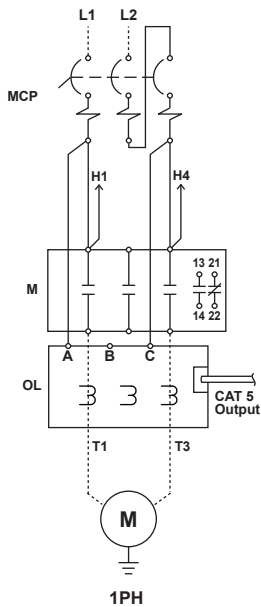 L1 L2
MCP
H1 H4
M
13 21
14 22
A B C
OL
CAT 5
Output
T1 T3
M
1PH